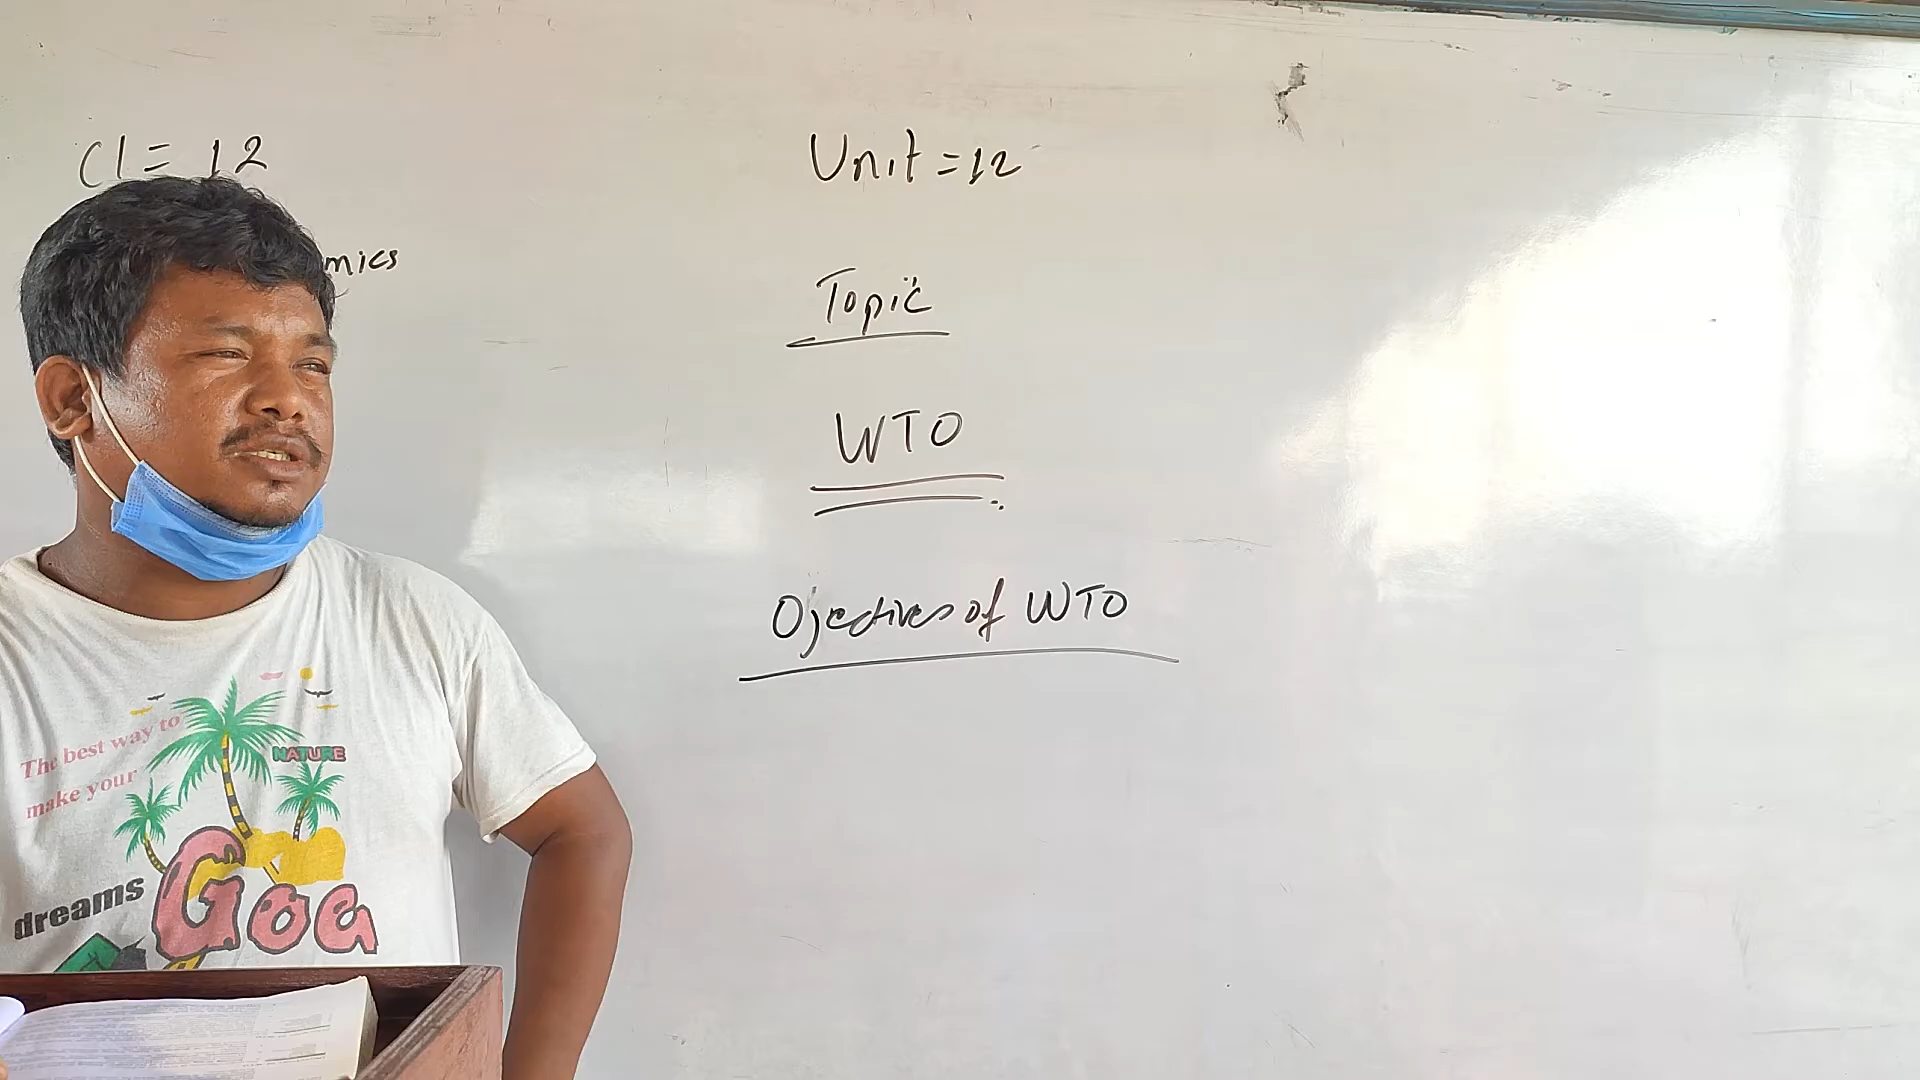 Cl = 12
mics
Unit = 12
Topic
WTO
Ojectives of WTO
The best way to
make your
NATURE
dreams
Goa